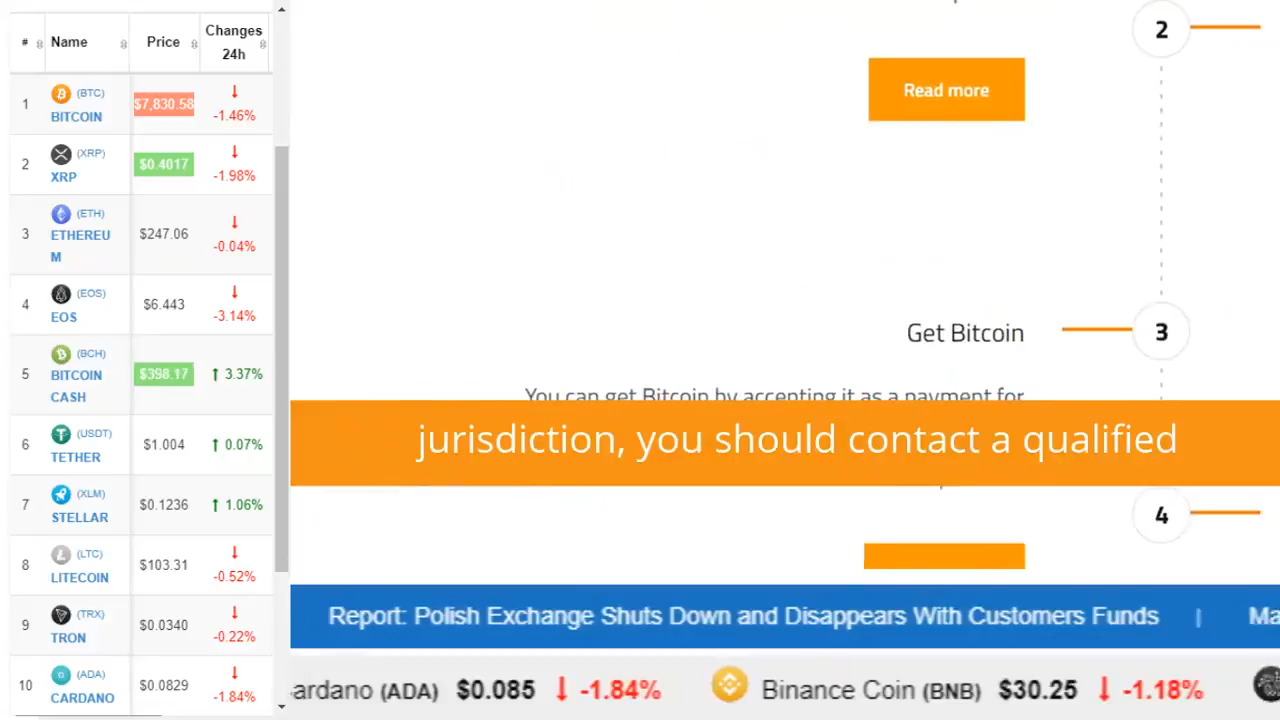 # Name Price Changes 24h
1 (BTC) BITCOIN $7,830.58 ↓ -1.46%
2 (XRP) XRP $0.4017 ↓ -1.98%
3 (ETH) ETHEREUM $247.06 ↓ -0.04%
4 (EOS) EOS $6.443 ↓ -3.14%
5 (BCH) BITCOIN CASH $398.17 ↑ 3.37%
6 (USDT) TETHER $1.004 ↑ 0.07%
7 (XLM) STELLAR $0.1236 ↑ 1.06%
8 (LTC) LITECOIN $103.31 ↓ -0.52%
9 (TRX) TRON $0.0340 ↓ -0.22%
10 (ADA) CARDANO $0.0829 ↓ -1.84%
2
Read more
Get Bitcoin 3
You can get Bitcoin by accepting it as a payment for
jurisdiction, you should contact a qualified
4
Report: Polish Exchange Shuts Down and Disappears With Customers Funds | Ma
ardano (ADA) $0.085 ↓ -1.84% Binance Coin (BNB) $30.25 ↓ -1.18%